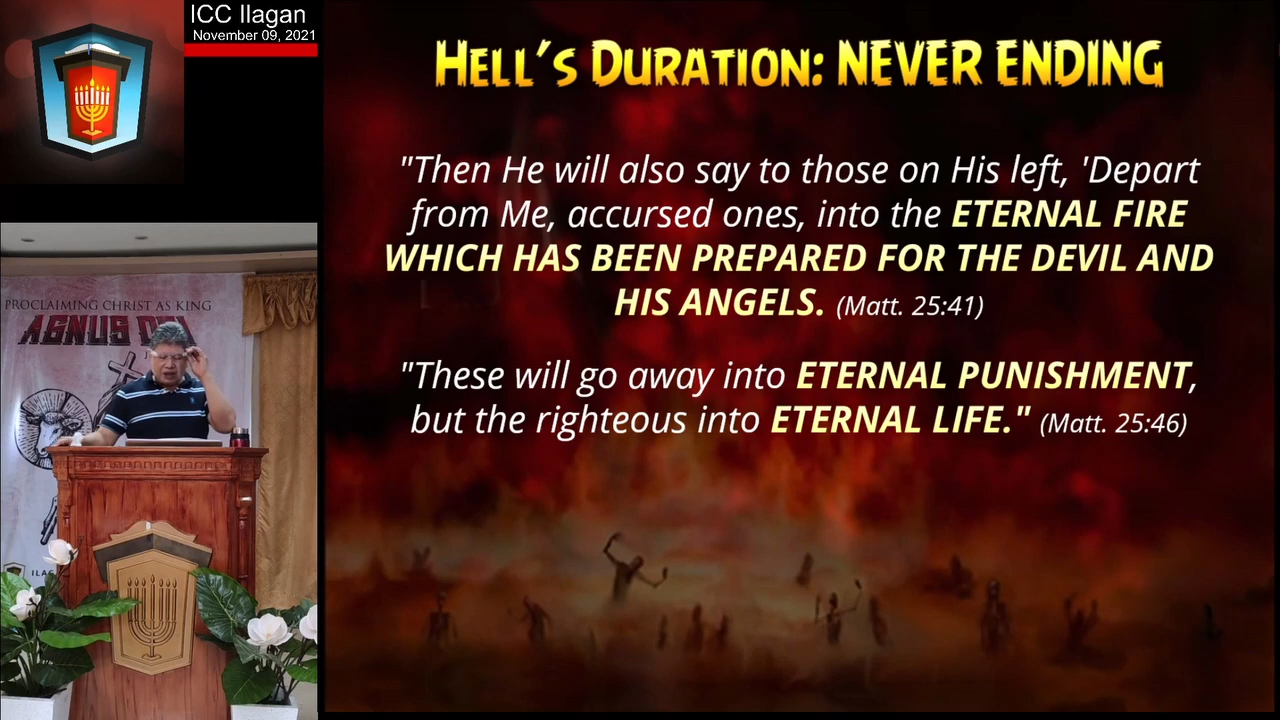 ICC Ilagan
November 09, 2021
HELL'S DURATION: NEVER ENDING
"Then He will also say to those on His left, 'Depart
from Me, accursed ones, into the ETERNAL FIRE
WHICH HAS BEEN PREPARED FOR THE DEVIL AND
HIS ANGELS. (Matt. 25:41)
"These will go away into ETERNAL PUNISHMENT,
but the righteous into ETERNAL LIFE." (Matt. 25:46)
PROCLAIMING CHRIST AS KING
AGNUS DEI